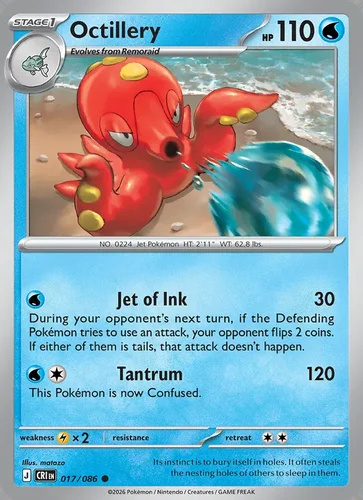 STAGE1
Octillery
HP 110
Evolves from Remoraid
NO. 0224 Jet Pokémon HT: 2'11" WT: 62.8 lbs.
Jet of Ink 30
During your opponent's next turn, if the Defending
Pokémon tries to use an attack, your opponent flips 2 coins.
If either of them is tails, that attack doesn't happen.
Tantrum 120
This Pokémon is now Confused.
weakness ×2 resistance retreat
Illus. matazo
J CRI EN 017/086
Its instinct is to bury itself in holes. It often steals
the nesting holes of others to sleep in them.
©2026 Pokémon / Nintendo / Creatures / GAME FREAK